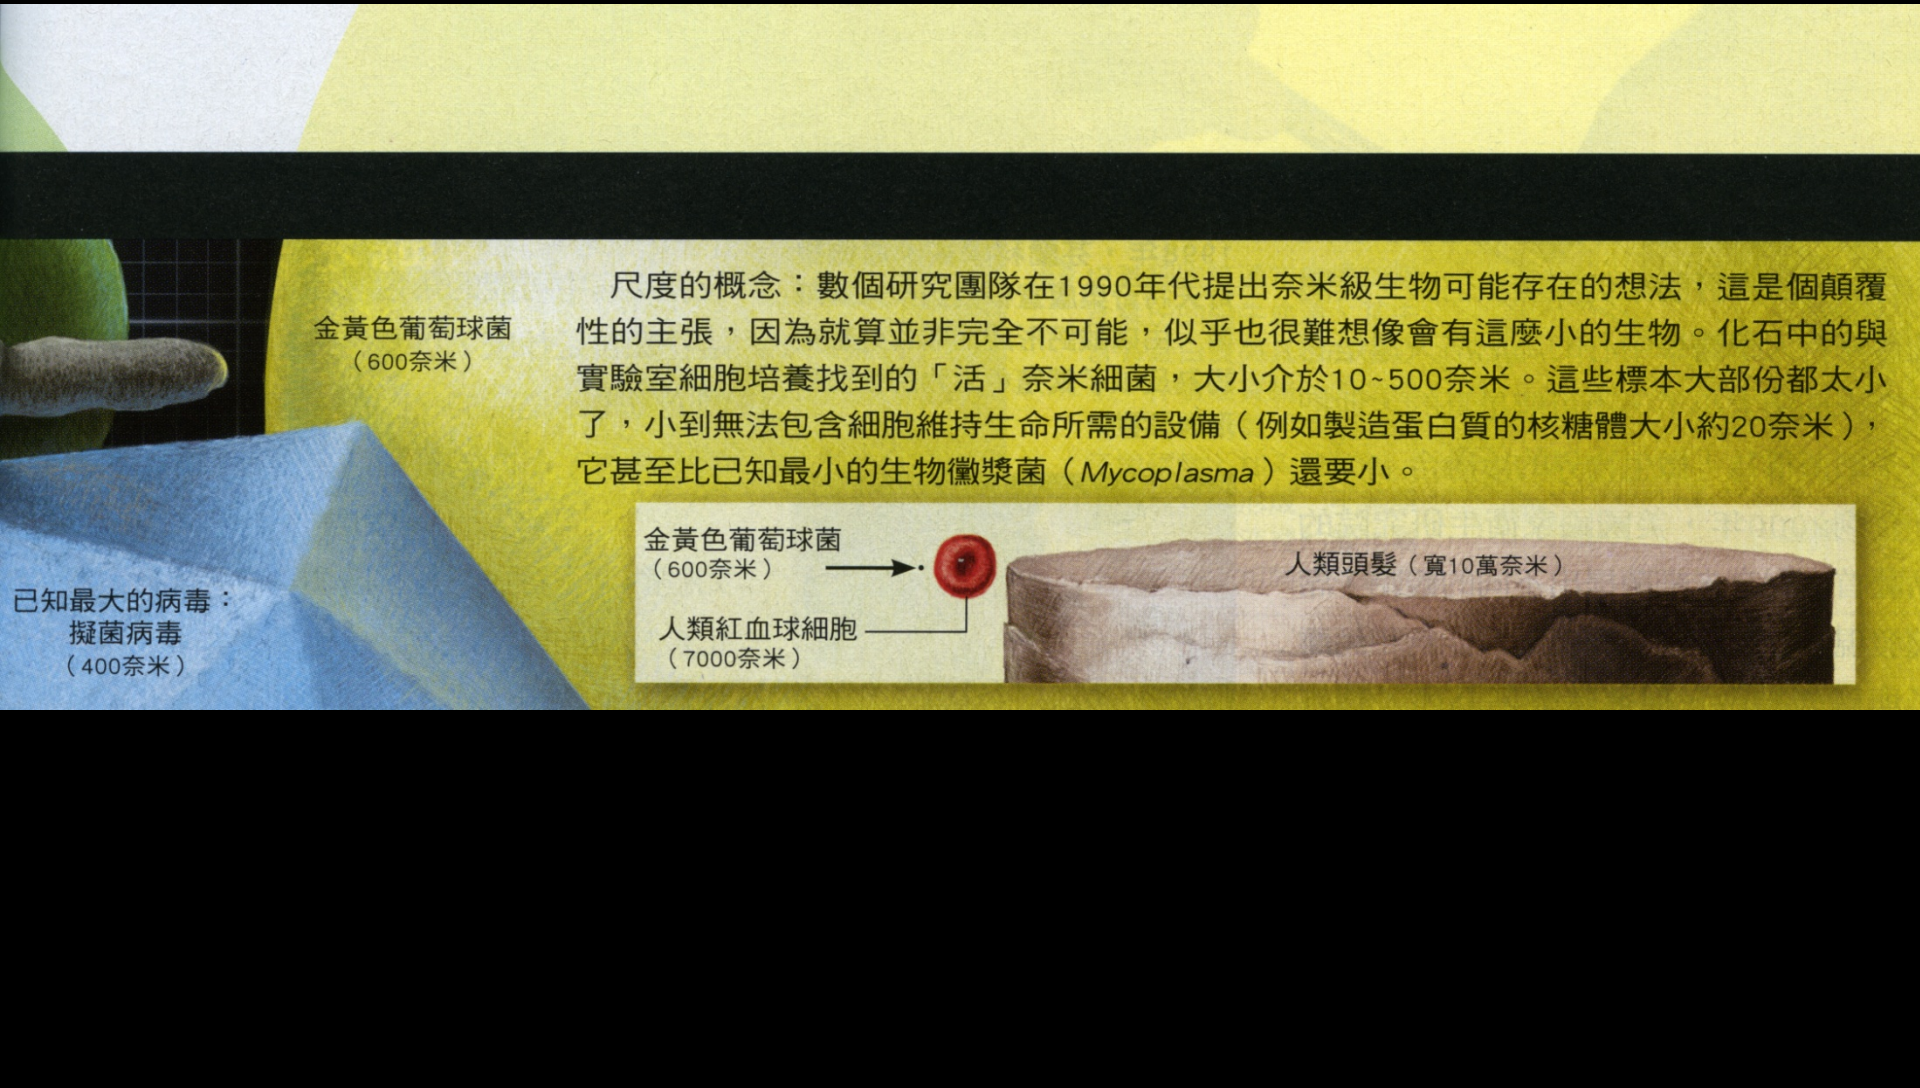 尺度的概念：數個研究團隊在1990年代提出奈米級生物可能存在的想法，這是個顛覆
性的主張，因為就算並非完全不可能，似乎也很難想像會有這麼小的生物。化石中的與
實驗室細胞培養找到的「活」奈米細菌，大小介於10~500奈米。這些標本大部份都太小
了，小到無法包含細胞維持生命所需的設備（例如製造蛋白質的核糖體大小約20奈米），
它甚至比已知最小的生物黴漿菌（Mycoplasma）還要小。
金黃色葡萄球菌
（600奈米）
已知最大的病毒：
擬菌病毒
（400奈米）
金黃色葡萄球菌
（600奈米）
人類紅血球細胞
（7000奈米）
人類頭髮（寬10萬奈米）